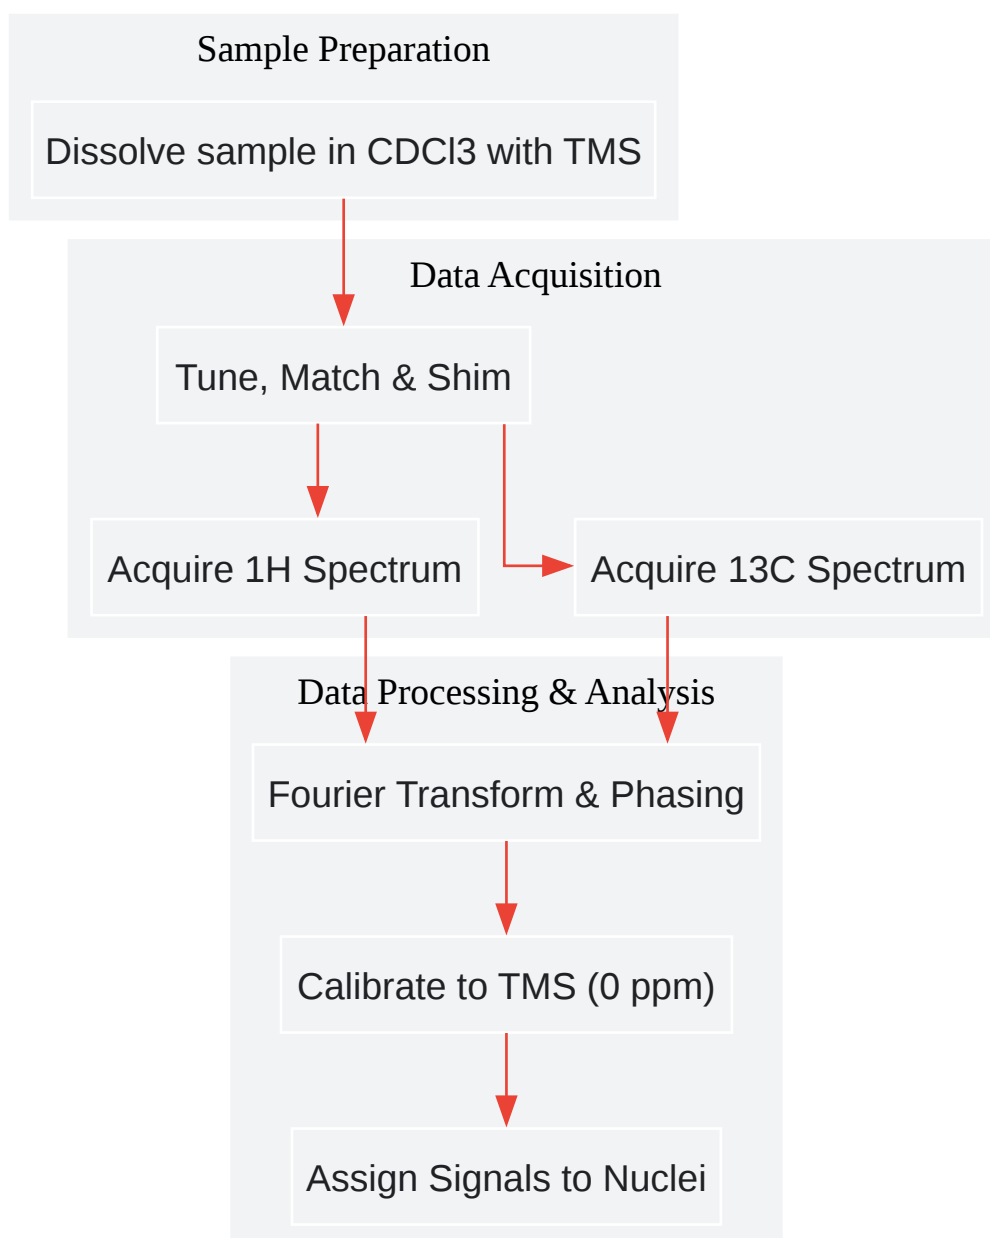 Sample Preparation
Dissolve sample in CDCl3 with TMS
Data Acquisition
Tune, Match & Shim
Acquire 1H Spectrum
Acquire 13C Spectrum
Data Processing & Analysis
Fourier Transform & Phasing
Calibrate to TMS (0 ppm)
Assign Signals to Nuclei